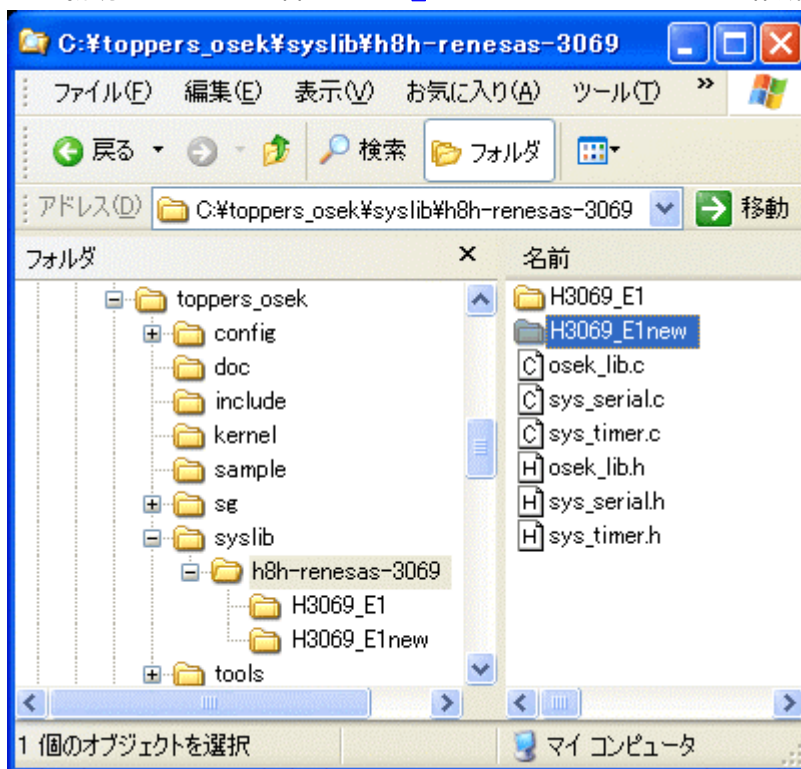 C:¥toppers_osek¥syslib¥h8h-renesas-3069
ファイル(F) 編集(E) 表示(V) お気に入り(A) ツール(T) »
戻る 検索 フォルダ
アドレス(D) C:¥toppers_osek¥syslib¥h8h-renesas-3069 移動
フォルダ × 名前
toppers_osek
config
doc
include
kernel
sample
sg
syslib
h8h-renesas-3069
H3069_E1
H3069_E1new
tools
H3069_E1
H3069_E1new
osek_lib.c
sys_serial.c
sys_timer.c
osek_lib.h
sys_serial.h
sys_timer.h
1 個のオブジェクトを選択 マイ コンピュータ